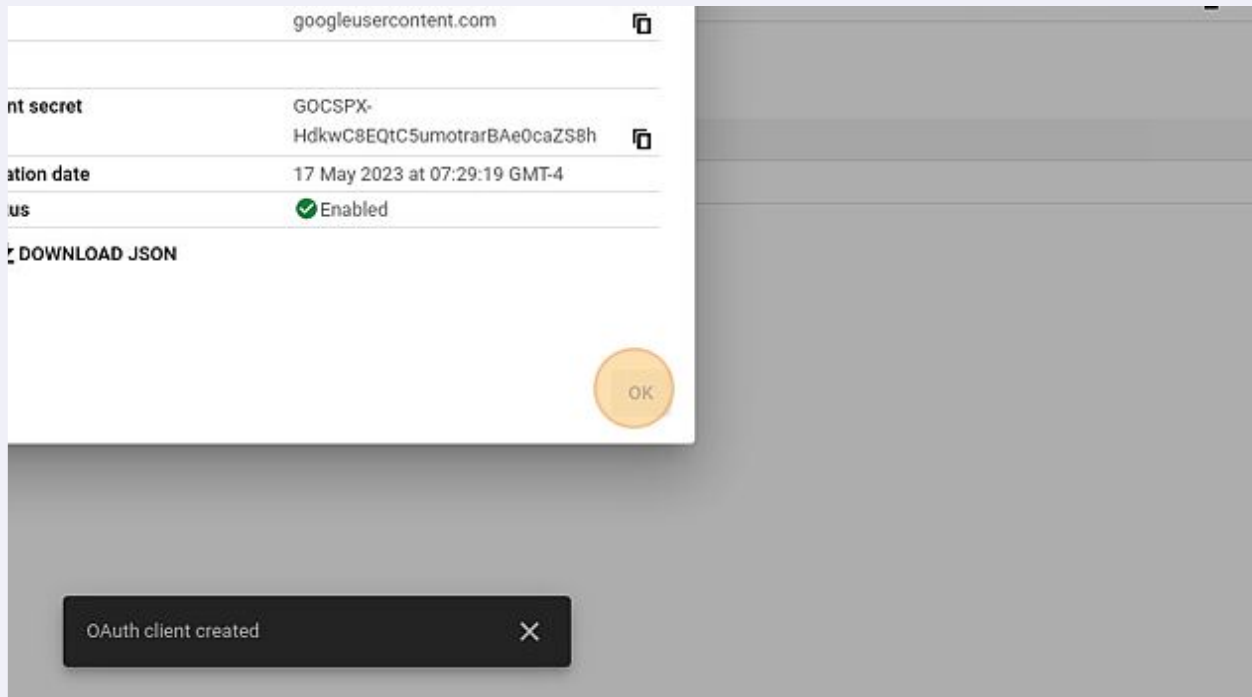 googleusercontent.com
nt secret
GOCSPX-
HdkwC8EQtC5umotrarBAe0caZS8h
ation date
17 May 2023 at 07:29:19 GMT-4
us
Enabled
DOWNLOAD JSON
OK
OAuth client created